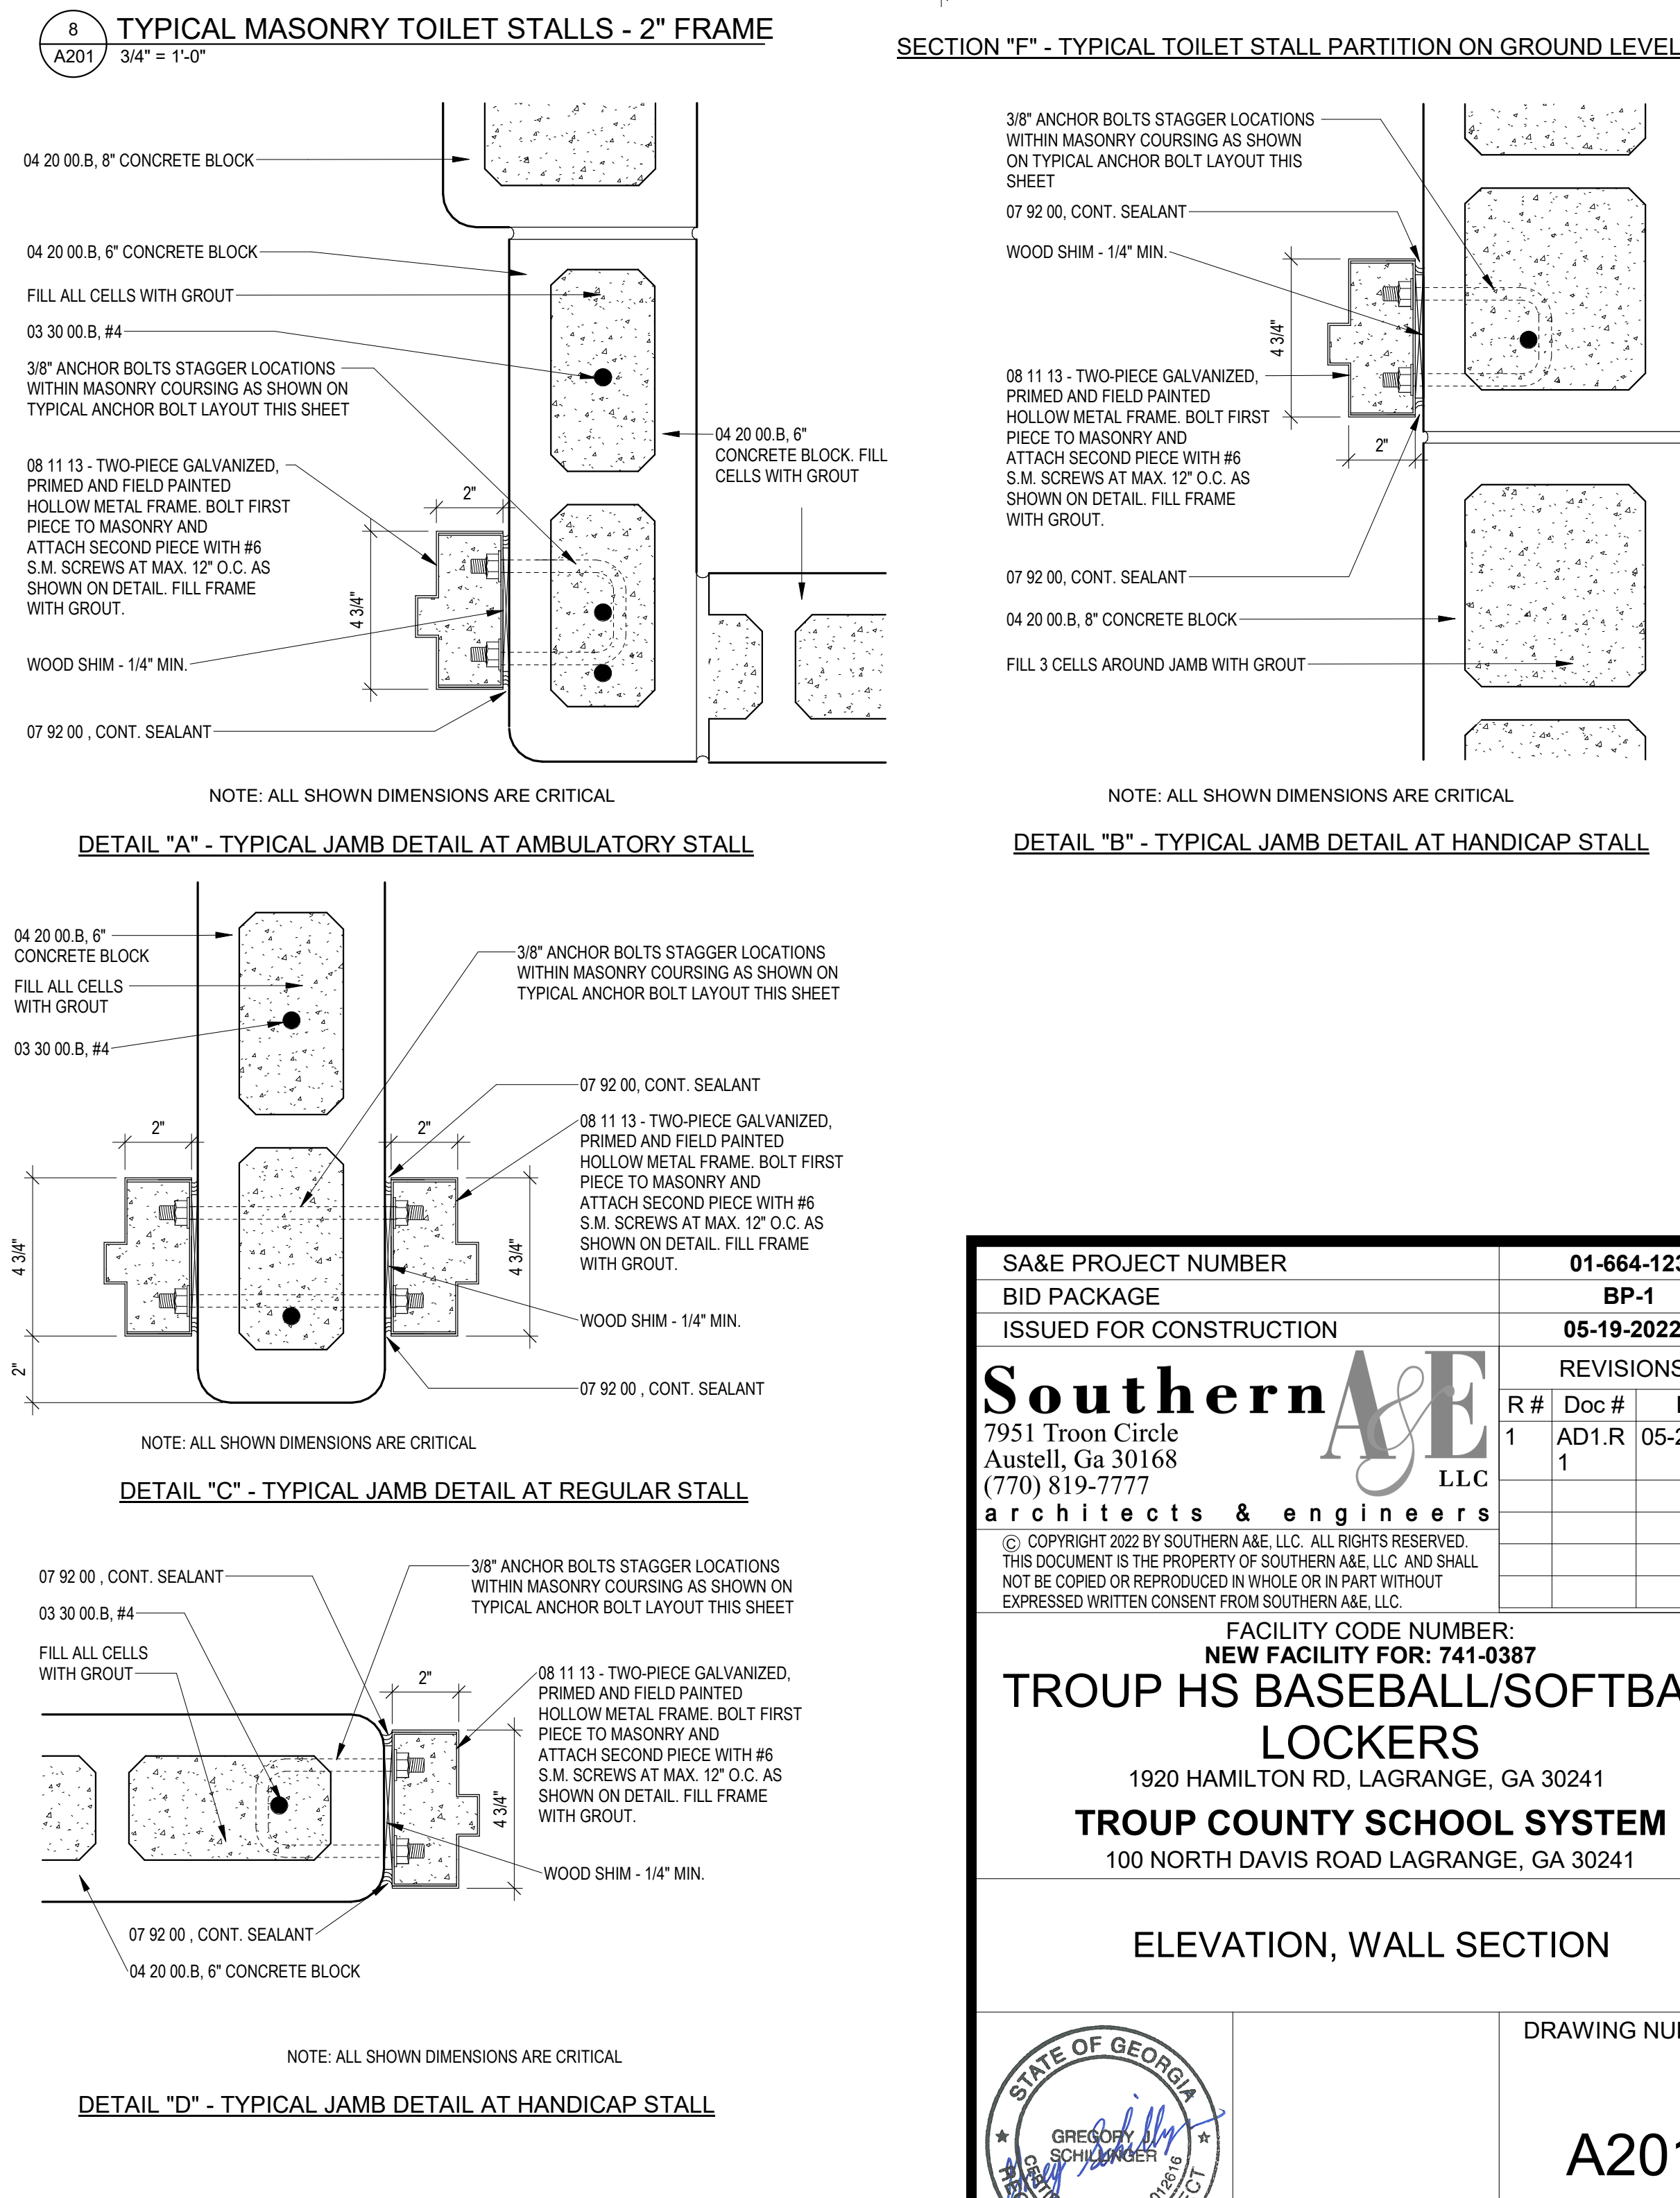 8
A201
TYPICAL MASONRY TOILET STALLS - 2" FRAME
3/4" = 1'-0"
SECTION "F" - TYPICAL TOILET STALL PARTITION ON GROUND LEVEL
04 20 00.B, 8" CONCRETE BLOCK
04 20 00.B, 6" CONCRETE BLOCK
FILL ALL CELLS WITH GROUT
03 30 00.B, #4
3/8" ANCHOR BOLTS STAGGER LOCATIONS
WITHIN MASONRY COURSING AS SHOWN ON
TYPICAL ANCHOR BOLT LAYOUT THIS SHEET
08 11 13 - TWO-PIECE GALVANIZED,
PRIMED AND FIELD PAINTED
HOLLOW METAL FRAME. BOLT FIRST
PIECE TO MASONRY AND
ATTACH SECOND PIECE WITH #6
S.M. SCREWS AT MAX. 12" O.C. AS
SHOWN ON DETAIL. FILL FRAME
WITH GROUT.
WOOD SHIM - 1/4" MIN.
07 92 00 , CONT. SEALANT
2"
4 3/4"
04 20 00.B, 6"
CONCRETE BLOCK. FILL
CELLS WITH GROUT
NOTE: ALL SHOWN DIMENSIONS ARE CRITICAL
DETAIL "A" - TYPICAL JAMB DETAIL AT AMBULATORY STALL
3/8" ANCHOR BOLTS STAGGER LOCATIONS
WITHIN MASONRY COURSING AS SHOWN
ON TYPICAL ANCHOR BOLT LAYOUT THIS
SHEET
07 92 00, CONT. SEALANT
WOOD SHIM - 1/4" MIN.
4 3/4"
08 11 13 - TWO-PIECE GALVANIZED,
PRIMED AND FIELD PAINTED
HOLLOW METAL FRAME. BOLT FIRST
PIECE TO MASONRY AND
ATTACH SECOND PIECE WITH #6
S.M. SCREWS AT MAX. 12" O.C. AS
SHOWN ON DETAIL. FILL FRAME
WITH GROUT.
2"
07 92 00, CONT. SEALANT
04 20 00.B, 8" CONCRETE BLOCK
FILL 3 CELLS AROUND JAMB WITH GROUT
NOTE: ALL SHOWN DIMENSIONS ARE CRITICAL
DETAIL "B" - TYPICAL JAMB DETAIL AT HANDICAP STALL
04 20 00.B, 6"
CONCRETE BLOCK
FILL ALL CELLS
WITH GROUT
03 30 00.B, #4
3/8" ANCHOR BOLTS STAGGER LOCATIONS
WITHIN MASONRY COURSING AS SHOWN ON
TYPICAL ANCHOR BOLT LAYOUT THIS SHEET
07 92 00, CONT. SEALANT
08 11 13 - TWO-PIECE GALVANIZED,
PRIMED AND FIELD PAINTED
HOLLOW METAL FRAME. BOLT FIRST
PIECE TO MASONRY AND
ATTACH SECOND PIECE WITH #6
S.M. SCREWS AT MAX. 12" O.C. AS
SHOWN ON DETAIL. FILL FRAME
WITH GROUT.
WOOD SHIM - 1/4" MIN.
07 92 00 , CONT. SEALANT
2"
2"
4 3/4"
4 3/4"
2"
NOTE: ALL SHOWN DIMENSIONS ARE CRITICAL
DETAIL "C" - TYPICAL JAMB DETAIL AT REGULAR STALL
07 92 00 , CONT. SEALANT
03 30 00.B, #4
FILL ALL CELLS
WITH GROUT
3/8" ANCHOR BOLTS STAGGER LOCATIONS
WITHIN MASONRY COURSING AS SHOWN ON
TYPICAL ANCHOR BOLT LAYOUT THIS SHEET
2"
4 3/4"
08 11 13 - TWO-PIECE GALVANIZED,
PRIMED AND FIELD PAINTED
HOLLOW METAL FRAME. BOLT FIRST
PIECE TO MASONRY AND
ATTACH SECOND PIECE WITH #6
S.M. SCREWS AT MAX. 12" O.C. AS
SHOWN ON DETAIL. FILL FRAME
WITH GROUT.
WOOD SHIM - 1/4" MIN.
07 92 00 , CONT. SEALANT
04 20 00.B, 6" CONCRETE BLOCK
NOTE: ALL SHOWN DIMENSIONS ARE CRITICAL
DETAIL "D" - TYPICAL JAMB DETAIL AT HANDICAP STALL
SA&E PROJECT NUMBER 01-664-123
BID PACKAGE BP-1
ISSUED FOR CONSTRUCTION 05-19-2022
Southern A&E LLC
7951 Troon Circle
Austell, Ga 30168
(770) 819-7777
architects & engineers
REVISIONS
R # Doc #
1 AD1.R 05-2
1
© COPYRIGHT 2022 BY SOUTHERN A&E, LLC. ALL RIGHTS RESERVED.
THIS DOCUMENT IS THE PROPERTY OF SOUTHERN A&E, LLC AND SHALL
NOT BE COPIED OR REPRODUCED IN WHOLE OR IN PART WITHOUT
EXPRESSED WRITTEN CONSENT FROM SOUTHERN A&E, LLC.
FACILITY CODE NUMBER:
NEW FACILITY FOR: 741-0387
TROUP HS BASEBALL/SOFTBA
LOCKERS
1920 HAMILTON RD, LAGRANGE, GA 30241
TROUP COUNTY SCHOOL SYSTEM
100 NORTH DAVIS ROAD LAGRANGE, GA 30241
ELEVATION, WALL SECTION
DRAWING NU
A201
STATE OF GEORGIA
GREGORY J.
SCHILLINGER
012616